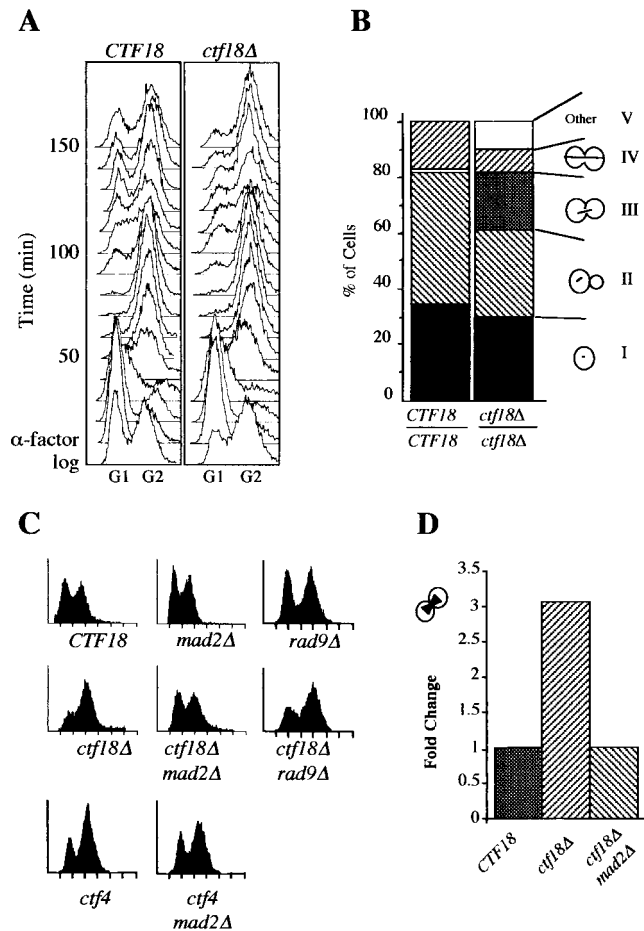 A
CTF18
ctf18Δ
150
100
50
Time (min)
α-factor
log
G1
G2
G1
G2
B
100
80
60
40
20
0
% of Cells
Other
V
IV
III
II
I
CTF18
CTF18
ctf18Δ
ctf18Δ
C
CTF18
mad2Δ
rad9Δ
ctf18Δ
ctf18Δ
mad2Δ
ctf18Δ
rad9Δ
ctf4
ctf4
mad2Δ
D
3.5
3
2.5
2
1.5
1
0.5
0
Fold Change
CTF18
ctf18Δ
ctf18Δ
mad2Δ